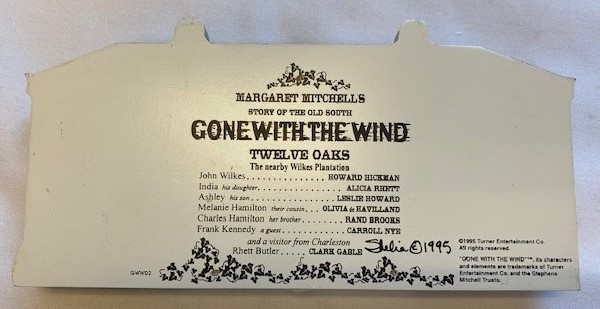 MARGARET MITCHELL'S
STORY OF THE OLD SOUTH
GONE WITH THE WIND
TWELVE OAKS
The nearby Wilkes Plantation
John Wilkes . . . . . . . . . . . . . . HOWARD HICKMAN
India his daughter . . . . . . . . . . . . . . . ALICIA RHETT
Ashley his son . . . . . . . . . . . . . . . LESLIE HOWARD
Melanie Hamilton their cousin . . . OLIVIA de HAVILLAND
Charles Hamilton her brother . . . . . . . . RAND BROOKS
Frank Kennedy a guest . . . . . . . . . . . CARROLL NYE
and a visitor from Charleston
Rhett Butler . . . . . CLARK GABLE
Shelia ©1995
GWW02
©1995 Turner Entertainment Co.
All rights reserved.
"GONE WITH THE WIND"™, its characters
and elements are trademarks of Turner
Entertainment Co. and the Stephens
Mitchell Trusts.